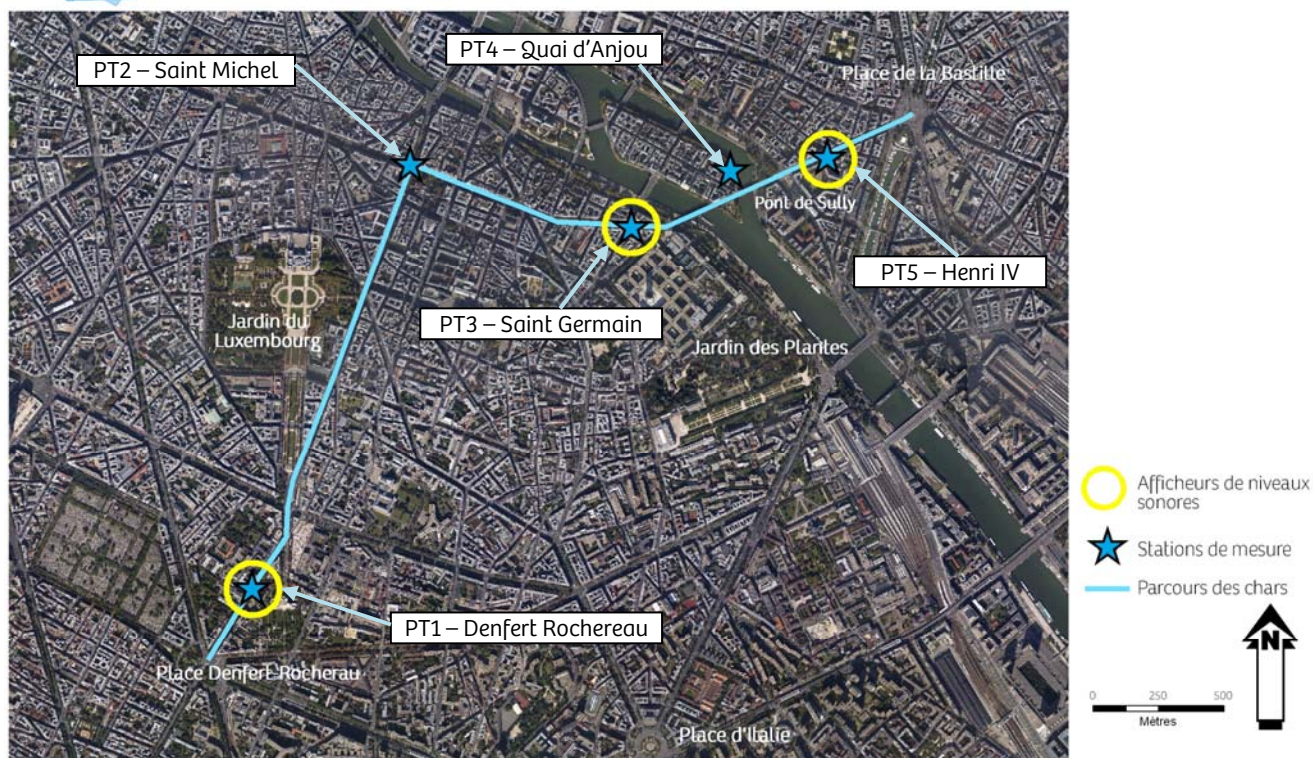 PT4 – Quai d'Anjou
PT2 – Saint Michel
Place de la Bastille
Pont de Sully
PT5 – Henri IV
PT3 – Saint Germain
Jardin du
Luxembourg
Jardin des Plantes
Afficheurs de niveaux
sonores
Stations de mesure
Parcours des chars
PT1 – Denfert Rochereau
Place Denfert-Rocherau
N
0 250 500
Mètres
Place d'Italie